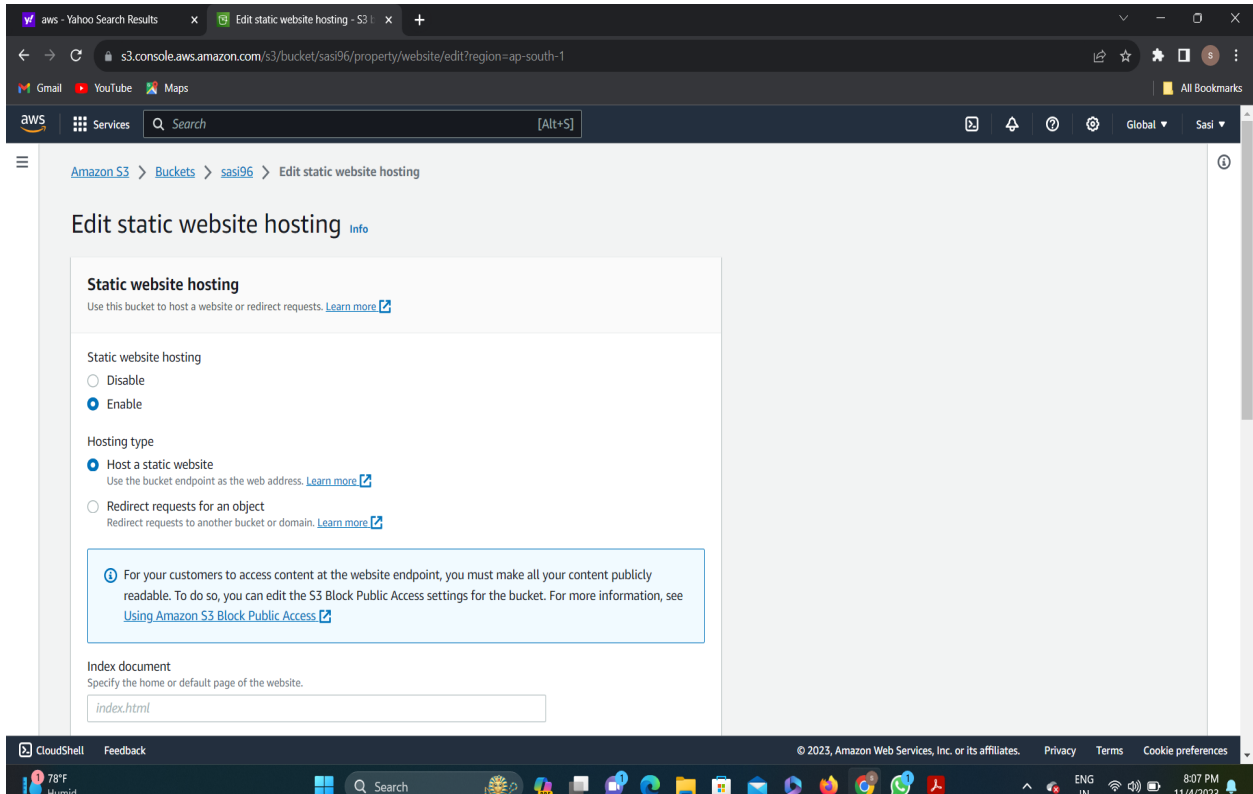 aws - Yahoo Search Results
Edit static website hosting - S3 b
s3.console.aws.amazon.com/s3/bucket/sasi96/property/website/edit?region=ap-south-1
S
Gmail YouTube Maps All Bookmarks
aws Services Search [Alt+S] Global Sasi
Amazon S3 > Buckets > sasi96 > Edit static website hosting
Edit static website hosting Info
Static website hosting
Use this bucket to host a website or redirect requests. Learn more
Static website hosting
Disable
Enable
Hosting type
Host a static website
Use the bucket endpoint as the web address. Learn more
Redirect requests for an object
Redirect requests to another bucket or domain. Learn more
For your customers to access content at the website endpoint, you must make all your content publicly
readable. To do so, you can edit the S3 Block Public Access settings for the bucket. For more information, see
Using Amazon S3 Block Public Access
Index document
Specify the home or default page of the website.
index.html
CloudShell Feedback © 2023, Amazon Web Services, Inc. or its affiliates. Privacy Terms Cookie preferences
1 78°F
Humid
Search
1
S
1
ENG
IN
8:07 PM
11/4/2023